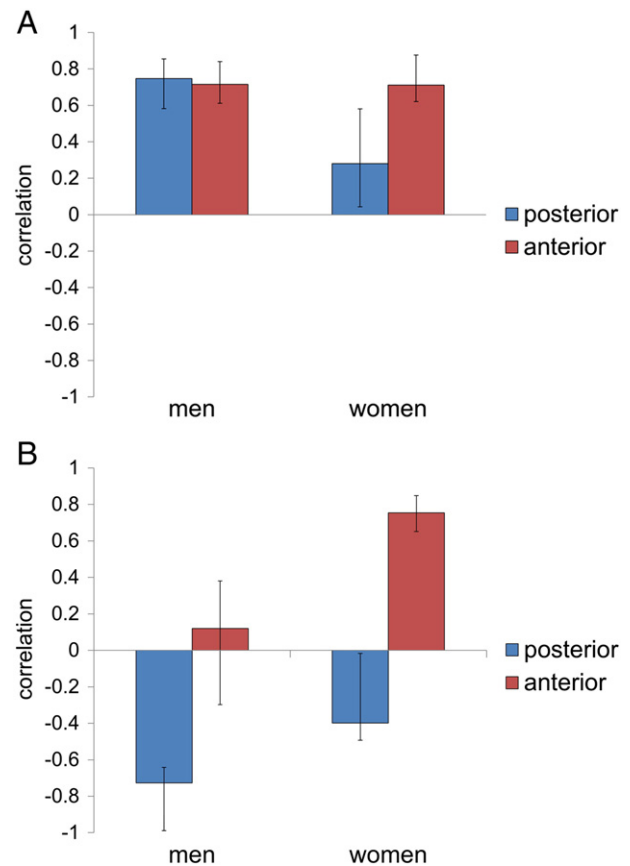 A
1
0.8
0.6
0.4
0.2
0
-0.2
-0.4
-0.6
-0.8
-1
correlation
men women
posterior
anterior
B
1
0.8
0.6
0.4
0.2
0
-0.2
-0.4
-0.6
-0.8
-1
correlation
men women
posterior
anterior